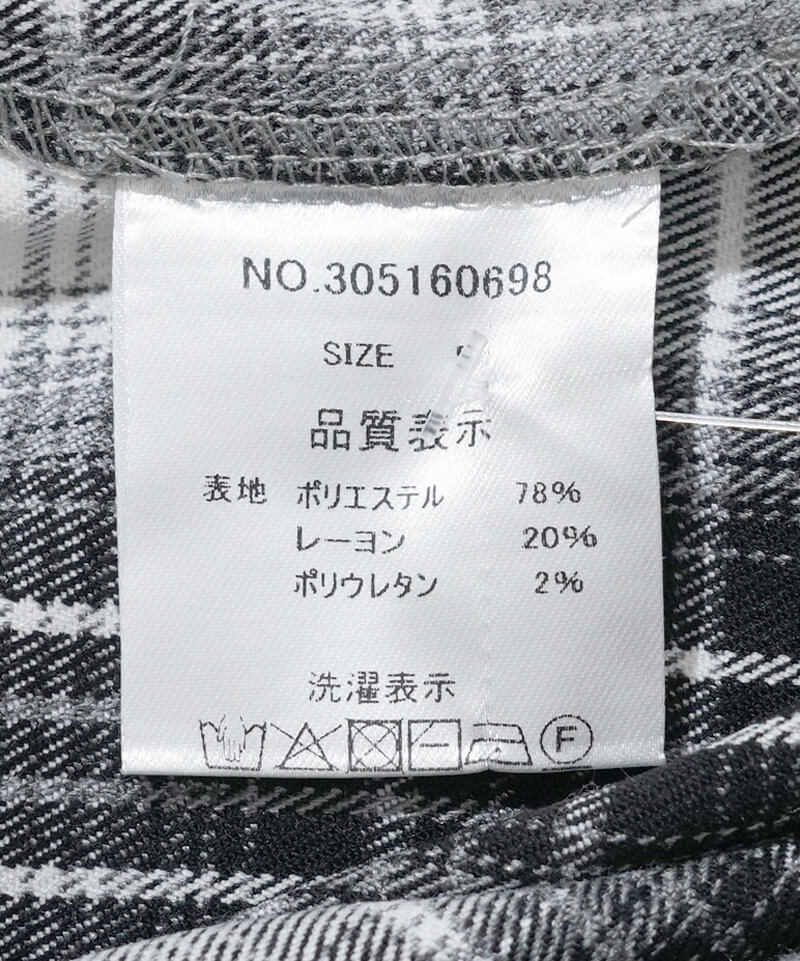 NO.305160698
SIZE
品質表示
表地 ポリエステル 78%
レーヨン 20%
ポリウレタン 2%
洗濯表示
F